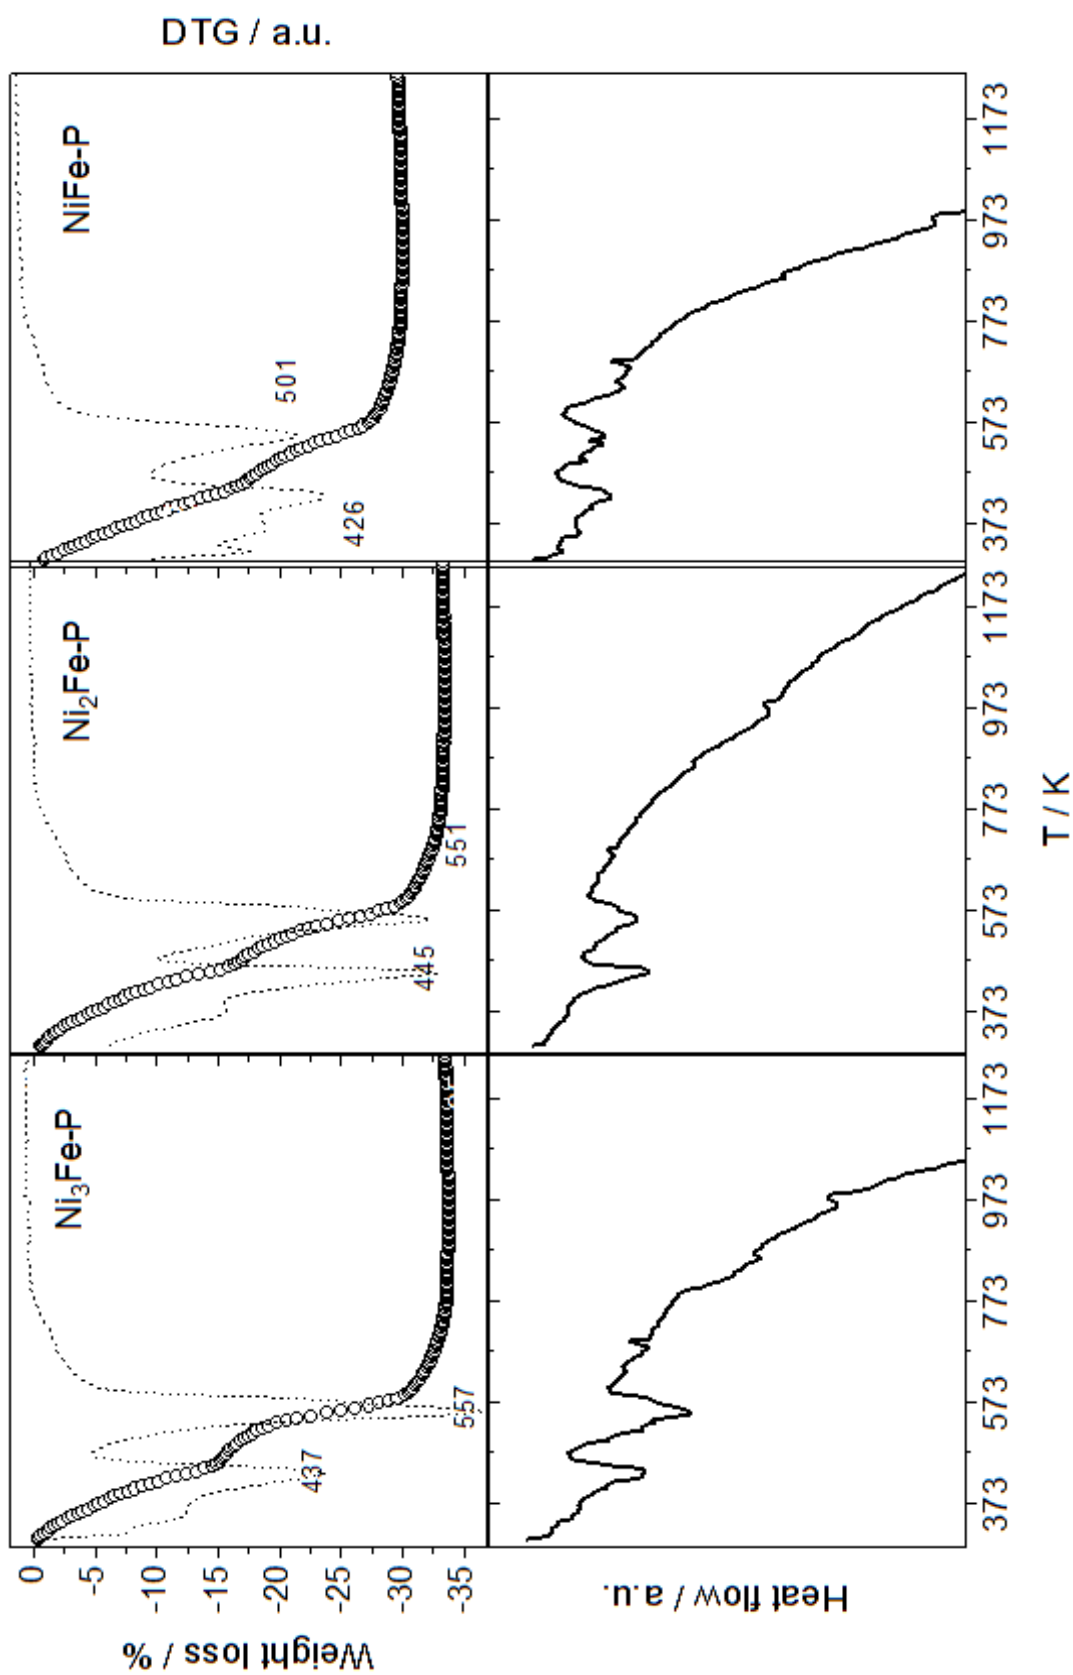 Weight loss / %
0
-5
-10
-15
-20
-25
-30
-35
Ni3Fe-P
437
557
Ni2Fe-P
445
551
NiFe-P
426
501
DTG / a.u.
Heat flow / a.u.
373 573 773 973 1173
373 573 773 973 1173
373 573 773 973 1173
T / K